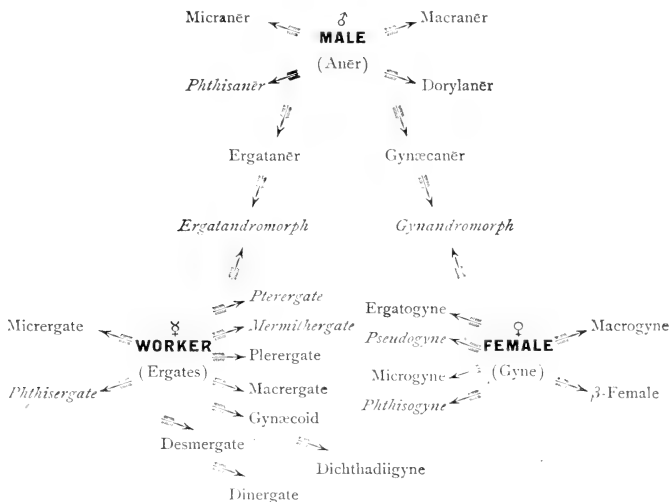 ♂
Micranēr MALE Macranēr
(Anēr)
Phthisanēr Dorylanēr
Ergatanēr Gynæcanēr
Ergatandromorph Gynandromorph
Pterergate
Ergatogyne
Micrergate ☿ Mermithergate ♀ Macrogyne
WORKER Pseudogyne FEMALE
Plerergate
(Ergates) Microgyne (Gyne)
Phthisergate Macrergate β-Female
Phthisogyne
Gynæcoid
Desmergate
Dichthadiigyne
Dinergate